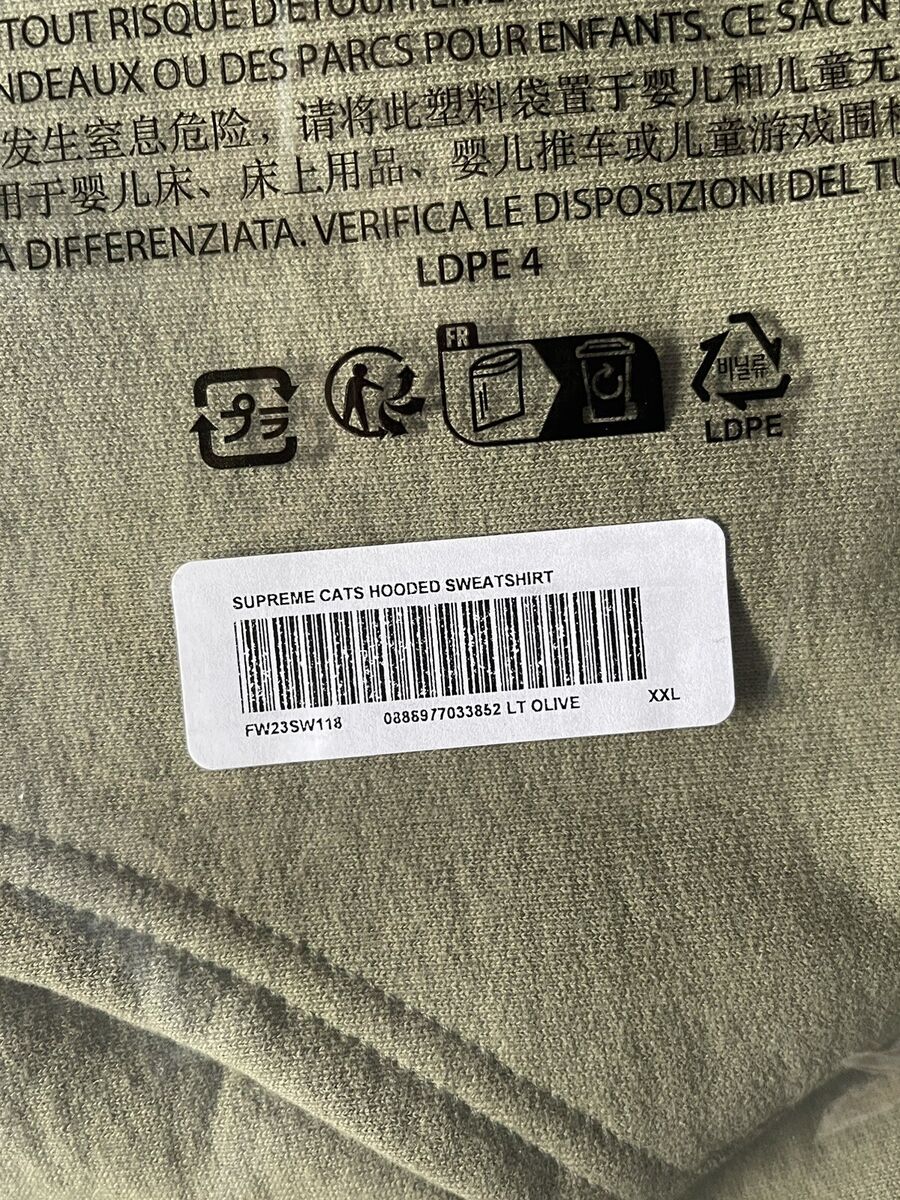 TOUT RISQUE D'ÉTOUFFEMENT
NDEAUX OU DES PARCS POUR ENFANTS. CE SAC N
发生窒息危险，请将此塑料袋置于婴儿和儿童无
用于婴儿床、床上用品、婴儿推车或儿童游戏围栏
A DIFFERENZIATA. VERIFICA LE DISPOSIZIONI DEL TU
LDPE 4
プラ
FR
비닐류
LDPE
SUPREME CATS HOODED SWEATSHIRT
FW23SW118 0886977033852 LT OLIVE XXL